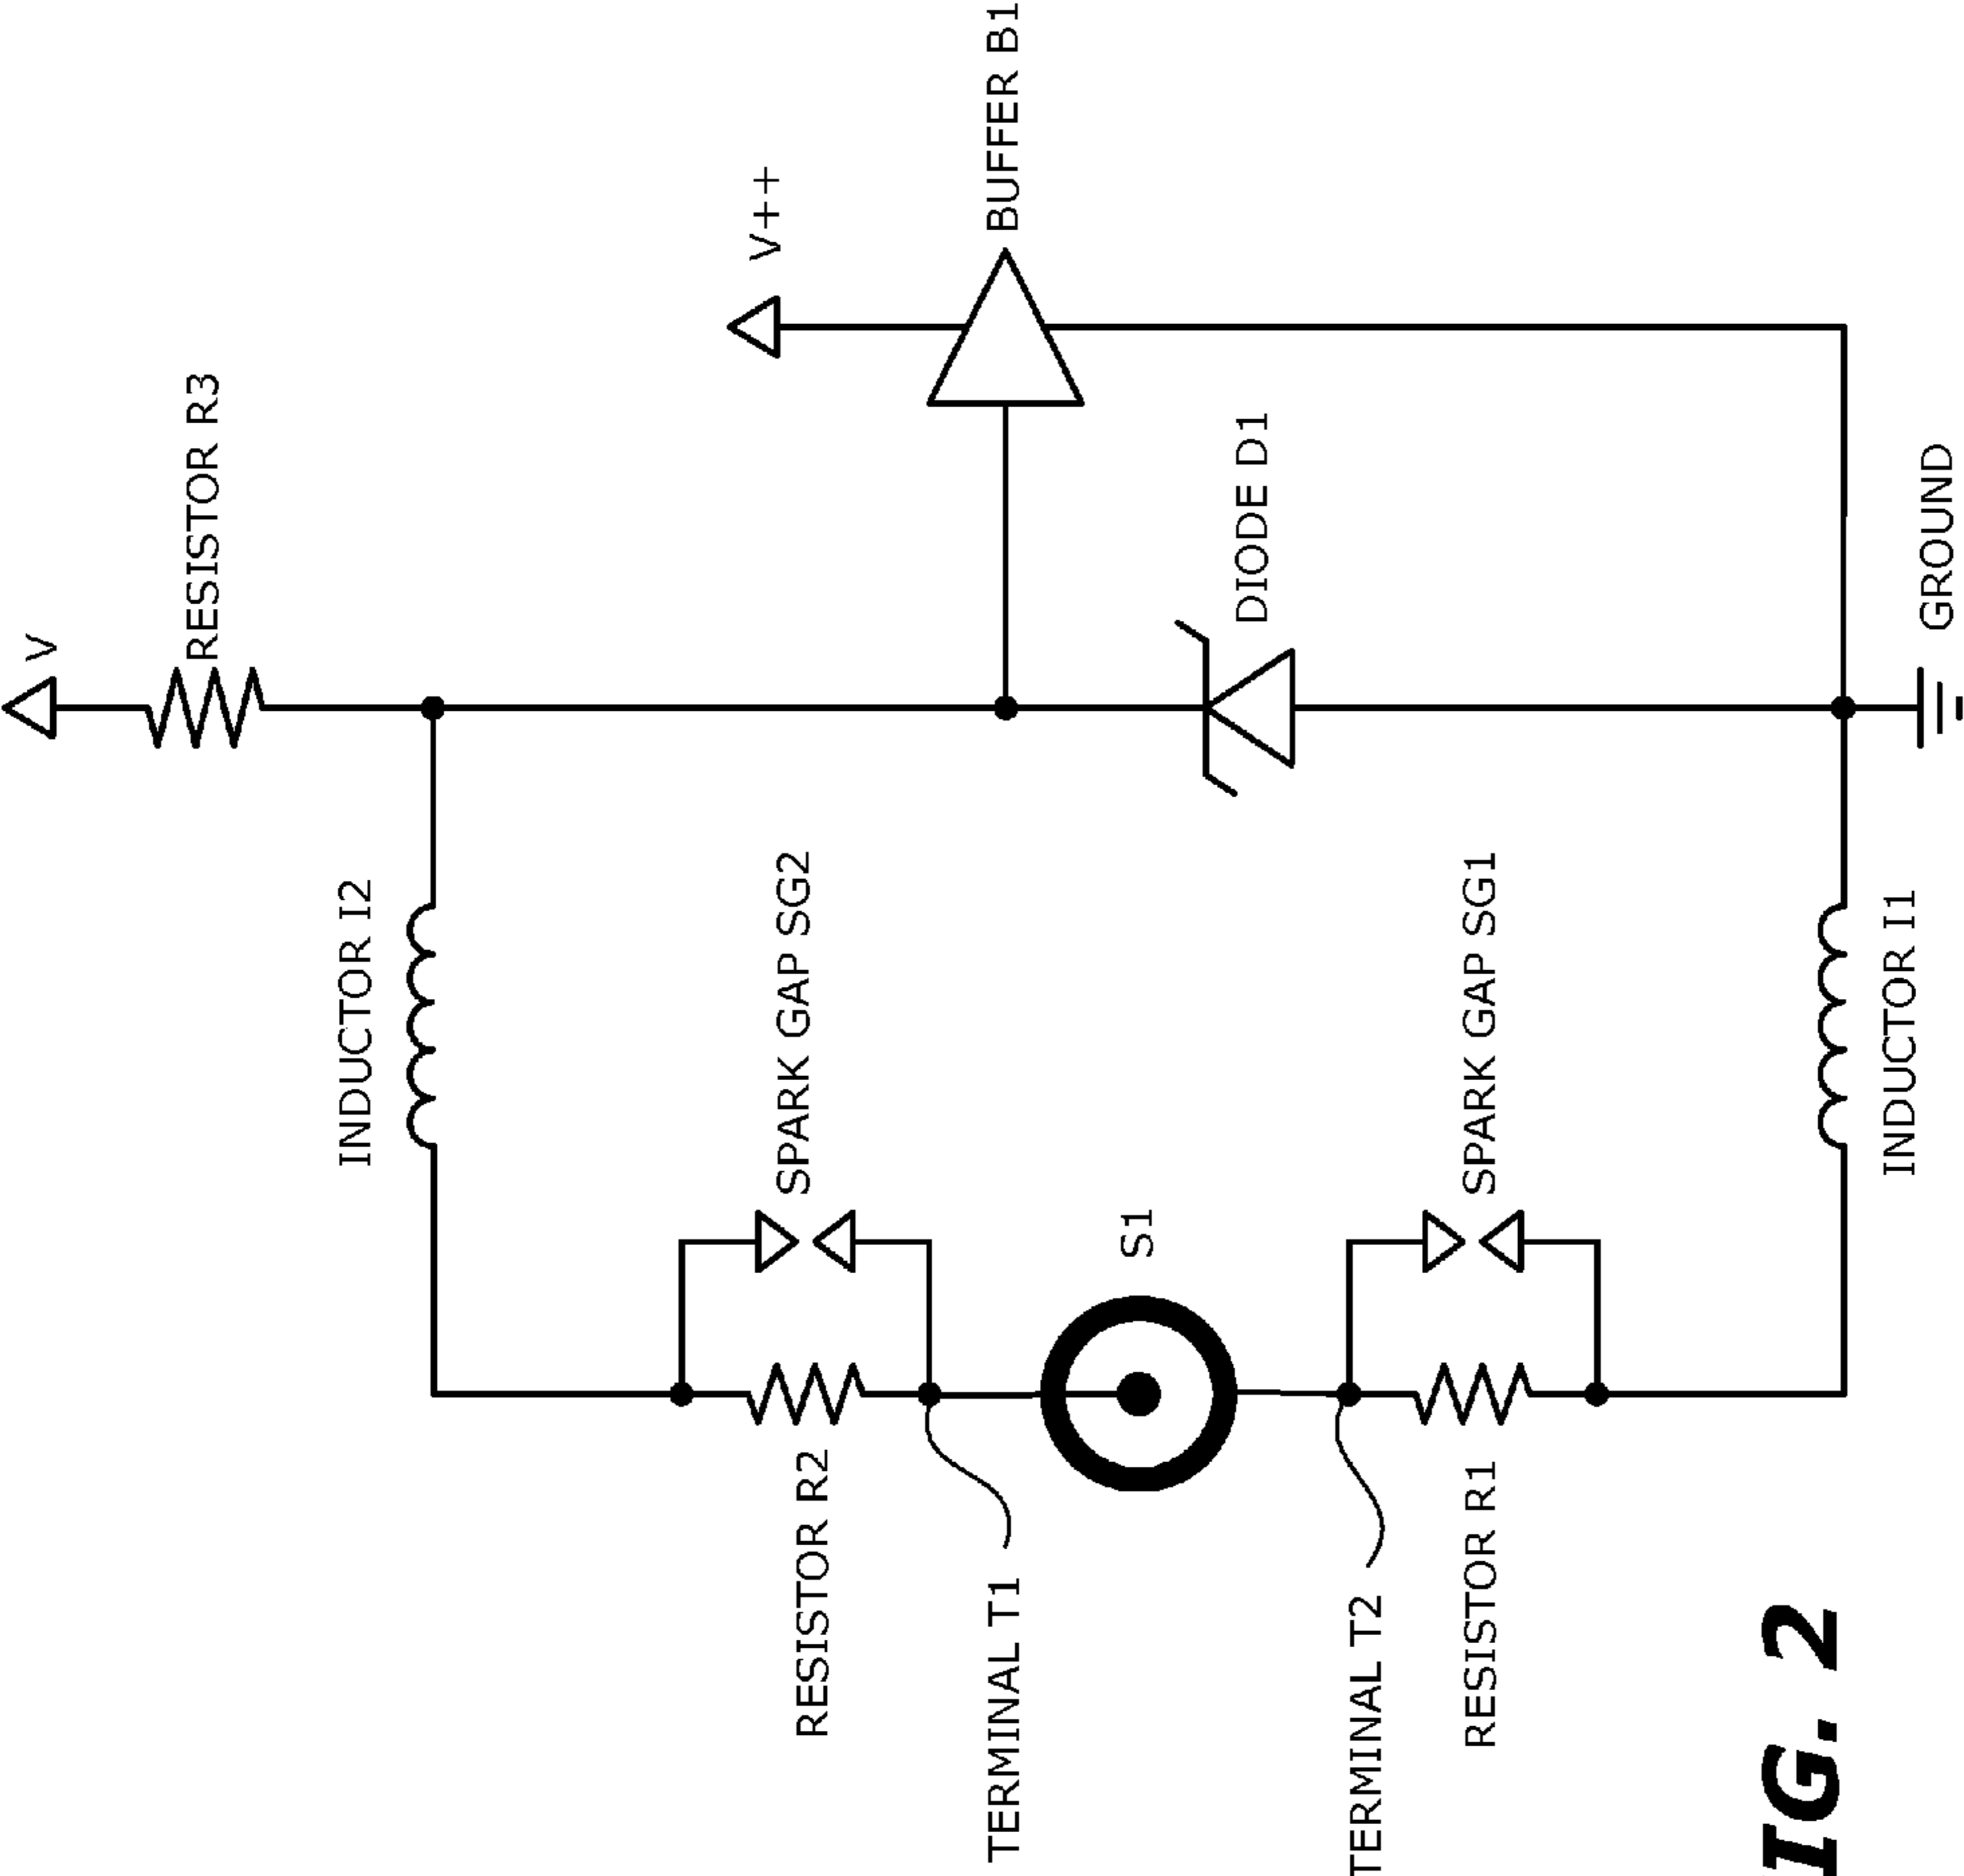 V
RESISTOR R3
V++
BUFFER B1
INDUCTOR I2
SPARK GAP SG2
RESISTOR R2
TERMINAL T1
S1
DIODE D1
TERMINAL T2
SPARK GAP SG1
RESISTOR R1
INDUCTOR I1
GROUND
IG. 2